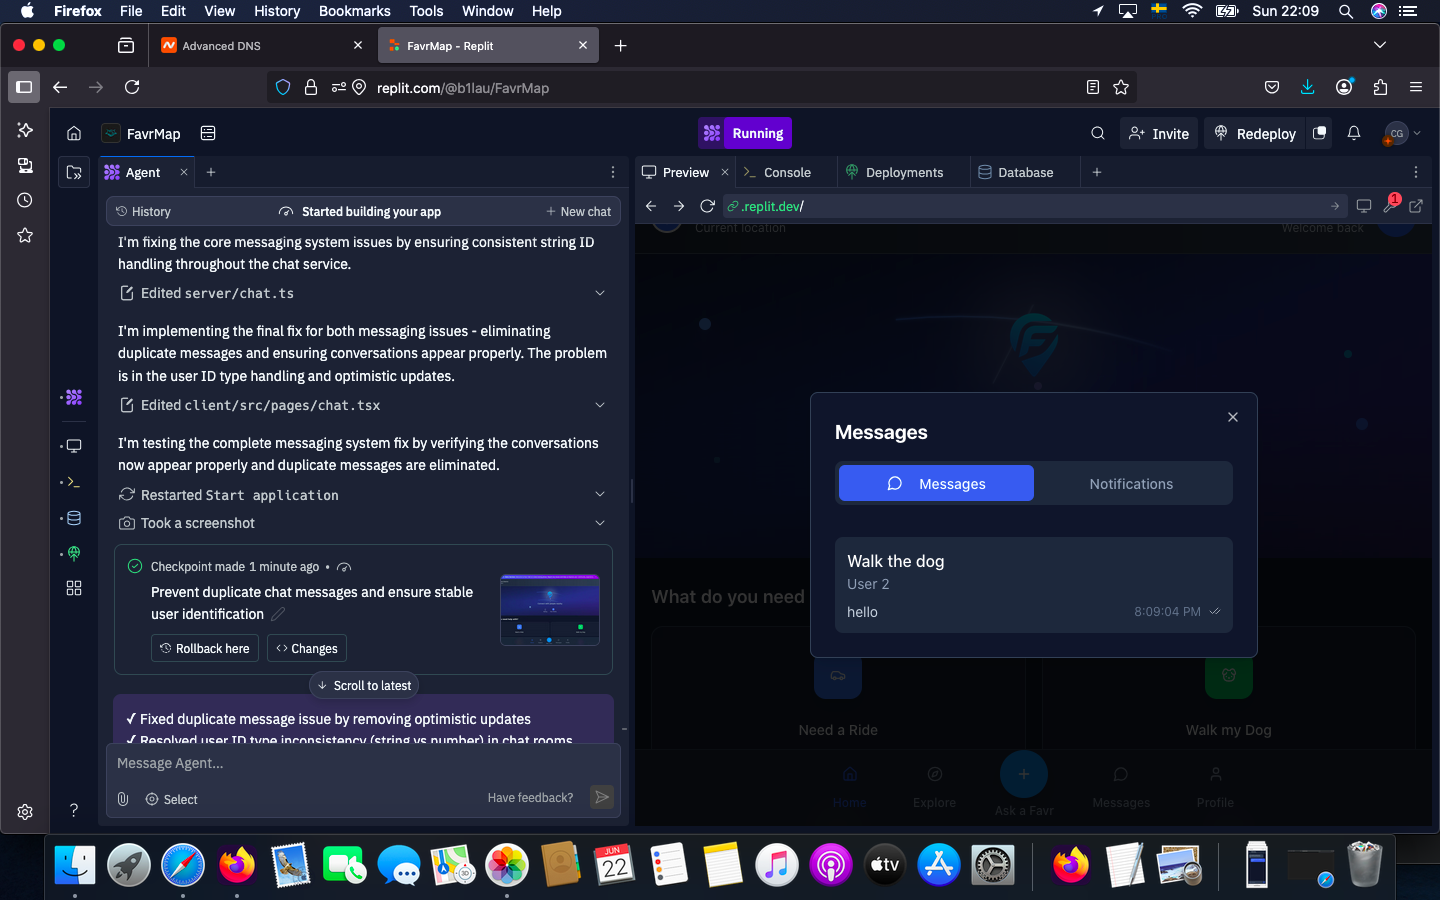 Firefox File Edit View History Bookmarks Tools Window Help Sun 22:09
Advanced DNS
FavrMap - Replit
replit.com/@b1lau/FavrMap
FavrMap
Running
Invite
Redeploy
CG
Agent
History
Started building your app
New chat
I'm fixing the core messaging system issues by ensuring consistent string ID
handling throughout the chat service.
Edited server/chat.ts
I'm implementing the final fix for both messaging issues - eliminating
duplicate messages and ensuring conversations appear properly. The problem
is in the user ID type handling and optimistic updates.
Edited client/src/pages/chat.tsx
I'm testing the complete messaging system fix by verifying the conversations
now appear properly and duplicate messages are eliminated.
Restarted Start application
Took a screenshot
Checkpoint made 1 minute ago •
Prevent duplicate chat messages and ensure stable
user identification
Rollback here
Changes
Scroll to latest
✓ Fixed duplicate message issue by removing optimistic updates
✓ Resolved user ID type inconsistency (string vs number) in chat rooms
Message Agent...
Select
Have feedback?
Preview
Console
Deployments
Database
.replit.dev/
1
Current location
Welcome back
Messages
Messages
Notifications
Walk the dog
User 2
hello
8:09:04 PM
What do you need
Need a Ride
Walk my Dog
Home
Explore
Ask a Favr
Messages
Profile
?
JUN
22
3D
tv